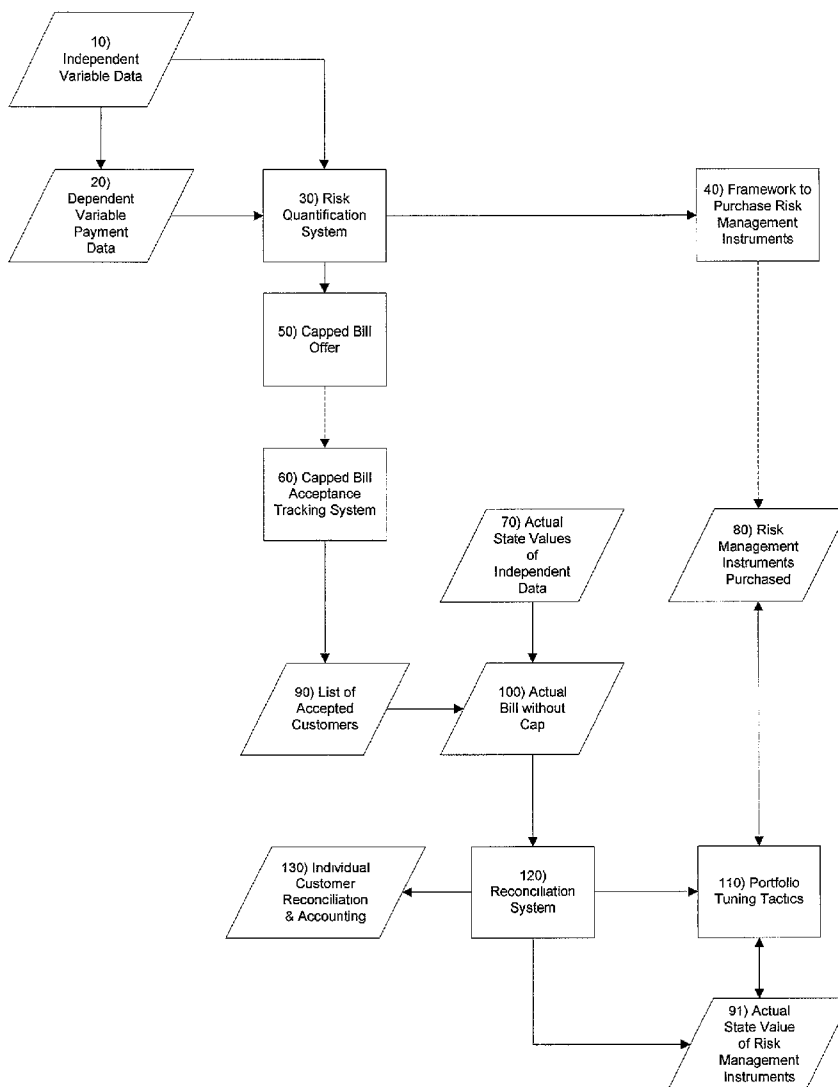 10)
Independent
Variable Data
20)
Dependent
Variable
Payment
Data
30) Risk
Quantification
System
40) Framework to
Purchase Risk
Management
Instruments
50) Capped Bill
Offer
60) Capped Bill
Acceptance
Tracking System
70) Actual
State Values
of
Independent
Data
80) Risk
Management
Instruments
Purchased
90) List of
Accepted
Customers
100) Actual
Bill without
Cap
130) Individual
Customer
Reconciliation
& Accounting
120)
Reconciliation
System
110) Portfolio
Tuning Tactics
91) Actual
State Value
of Risk
Management
Instruments